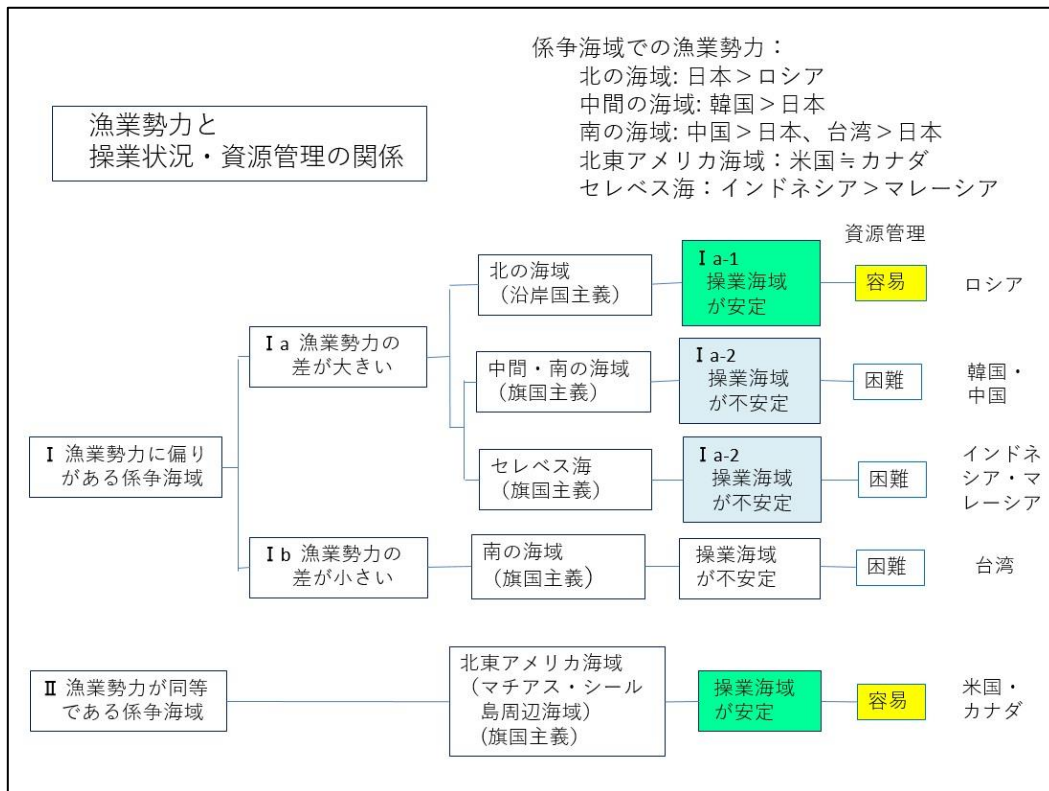 係争海域での漁業勢力：
北の海域: 日本＞ロシア
中間の海域: 韓国＞日本
南の海域: 中国＞日本、台湾＞日本
北東アメリカ海域：米国≒カナダ
セレベス海：インドネシア＞マレーシア
漁業勢力と
操業状況・資源管理の関係
資源管理
北の海域
（沿岸国主義）
Ⅰa-1
操業海域
が安定
容易
ロシア
Ⅰa 漁業勢力の
差が大きい
中間・南の海域
（旗国主義）
Ⅰa-2
操業海域
が不安定
困難
韓国・
中国
Ⅰ 漁業勢力に偏り
がある係争海域
セレベス海
（旗国主義）
Ⅰa-2
操業海域
が不安定
困難
インドネ
シア・マ
レーシア
Ⅰb 漁業勢力の
差が小さい
南の海域
（旗国主義）
操業海域
が不安定
困難
台湾
Ⅱ 漁業勢力が同等
である係争海域
北東アメリカ海域
（マチアス・シール
島周辺海域）
(旗国主義）
操業海域
が安定
容易
米国・
カナダ